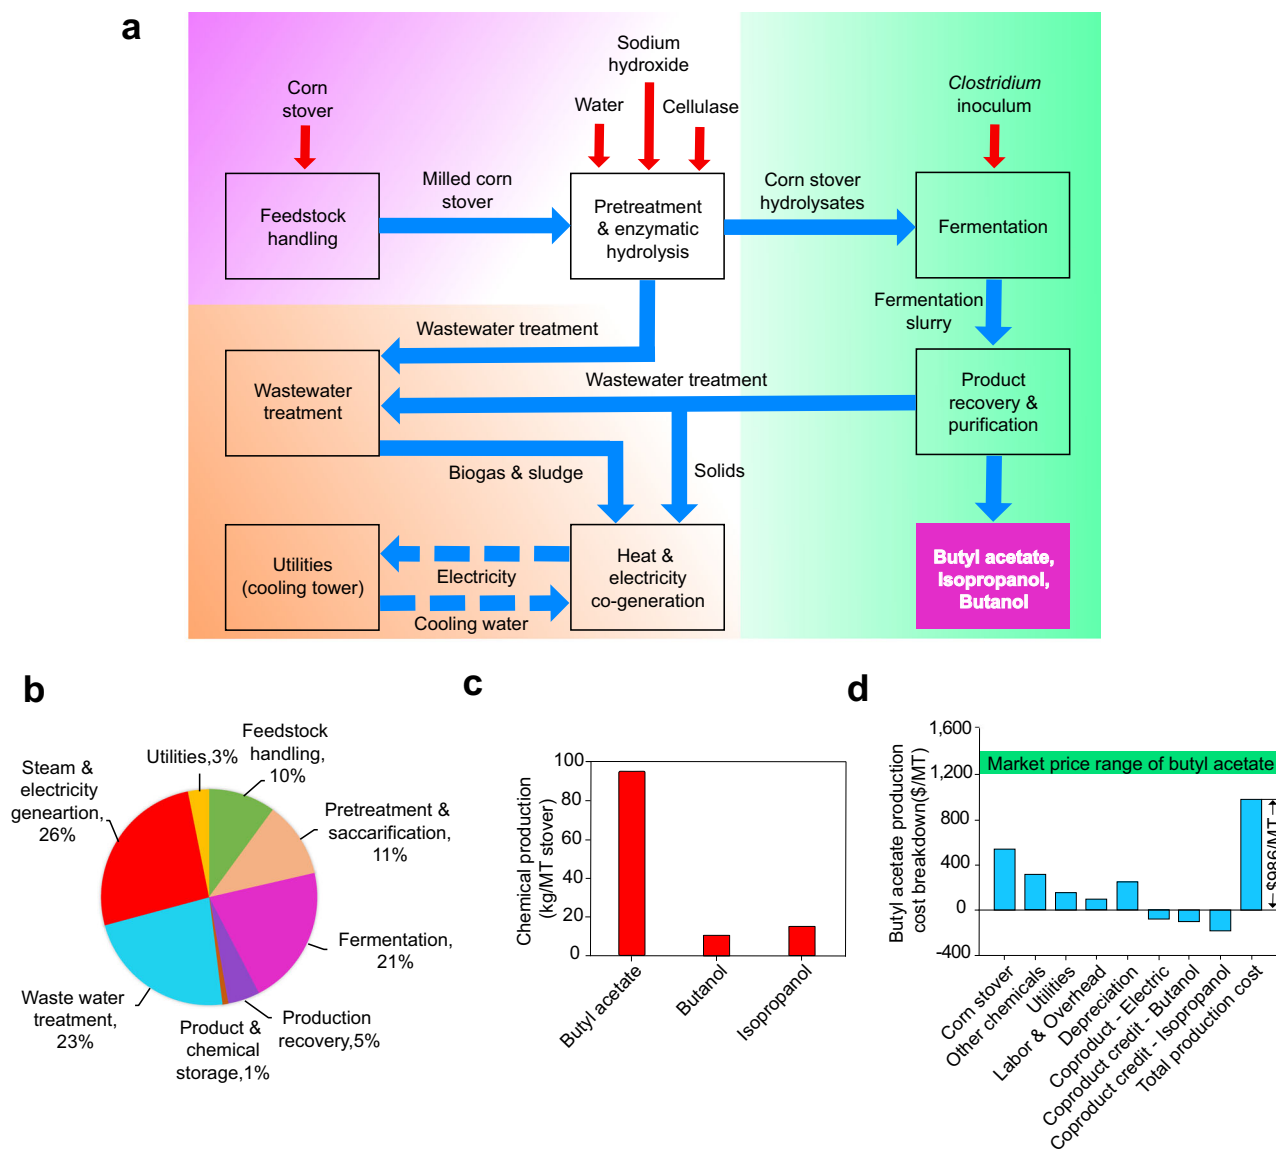 a
Corn
stover
Sodium
hydroxide
Water
Cellulase
Clostridium
inoculum
Feedstock
handling
Milled corn
stover
Pretreatment
& enzymatic
hydrolysis
Corn stover
hydrolysates
Fermentation
Fermentation
slurry
Wastewater treatment
Wastewater
treatment
Wastewater treatment
Product
recovery &
purification
Biogas & sludge
Solids
Utilities
(cooling tower)
Electricity
Cooling water
Heat &
electricity
co-generation
Butyl acetate,
Isopropanol,
Butanol
b
Utilities,3%
Feedstock
handling,
10%
Steam &
electricity
geneartion,
26%
Pretreatment &
saccarification,
11%
Fermentation,
21%
Waste water
treatment,
23%
Product &
chemical
storage,1%
Production
recovery,5%
c
Chemical production
(kg/MT stover)
100
80
60
40
20
0
Butyl acetate
Butanol
Isopropanol
d
Butyl acetate production
cost breakdown($/MT)
1,600
1,200
800
400
0
-400
Market price range of butyl acetate
$986/MT
Corn stover
Other chemicals
Utilities
Labor & Overhead
Depreciation
Coproduct - Electric
Coproduct credit - Butanol
Coproduct credit - Isopropanol
Total production cost